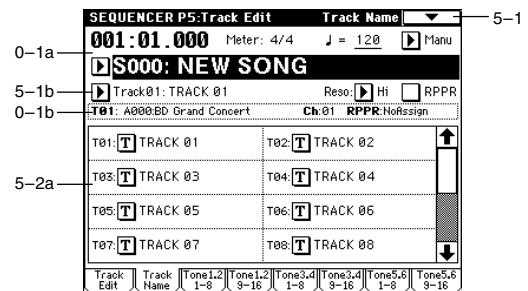 SEQUENCER P5:Track Edit Track Name 5-1
001:01.000 Meter: 4/4 ♩ = 120 Manu
0-1a
S000: NEW SONG
5-1b Track01: TRACK 01 Reso: Hi RPPR
0-1b T01: A000:BD Grand Concert Ch:01 RPPR:NoAssign
T01: T TRACK 01 T02: T TRACK 02
5-2a T03: T TRACK 03 T04: T TRACK 04
T05: T TRACK 05 T06: T TRACK 06
T07: T TRACK 07 T08: T TRACK 08
Track Edit Track Name Tone1.2 1-8 Tone1.2 9-16 Tone3.4 1-8 Tone3.4 9-16 Tone5.6 1-8 Tone5.6 9-16